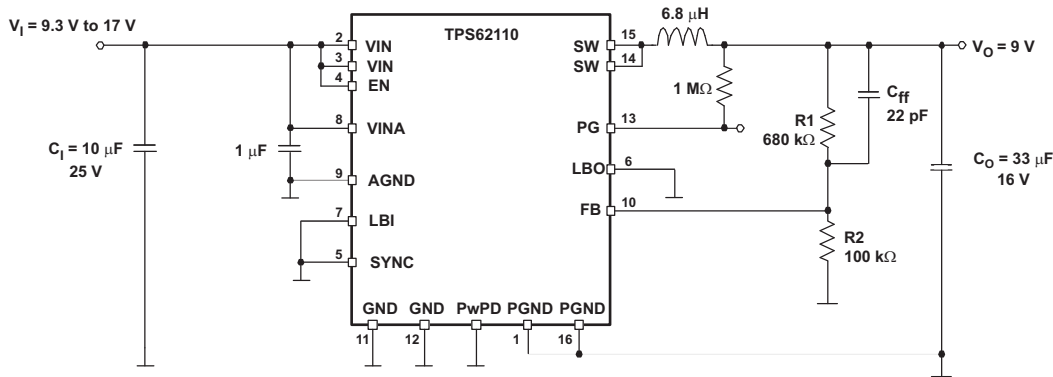 V_I = 9.3 V to 17 V
TPS62110
6.8 μH
V_O = 9 V
2
VIN
3
VIN
4
EN
8
VINA
9
AGND
7
LBI
5
SYNC
15
SW
14
SW
1 MΩ
13
PG
6
LBO
10
FB
C_I = 10 μF
25 V
1 μF
R1
680 kΩ
C_ff
22 pF
C_O = 33 μF
16 V
R2
100 kΩ
GND
GND
PwPD
PGND
PGND
11
12
1
16